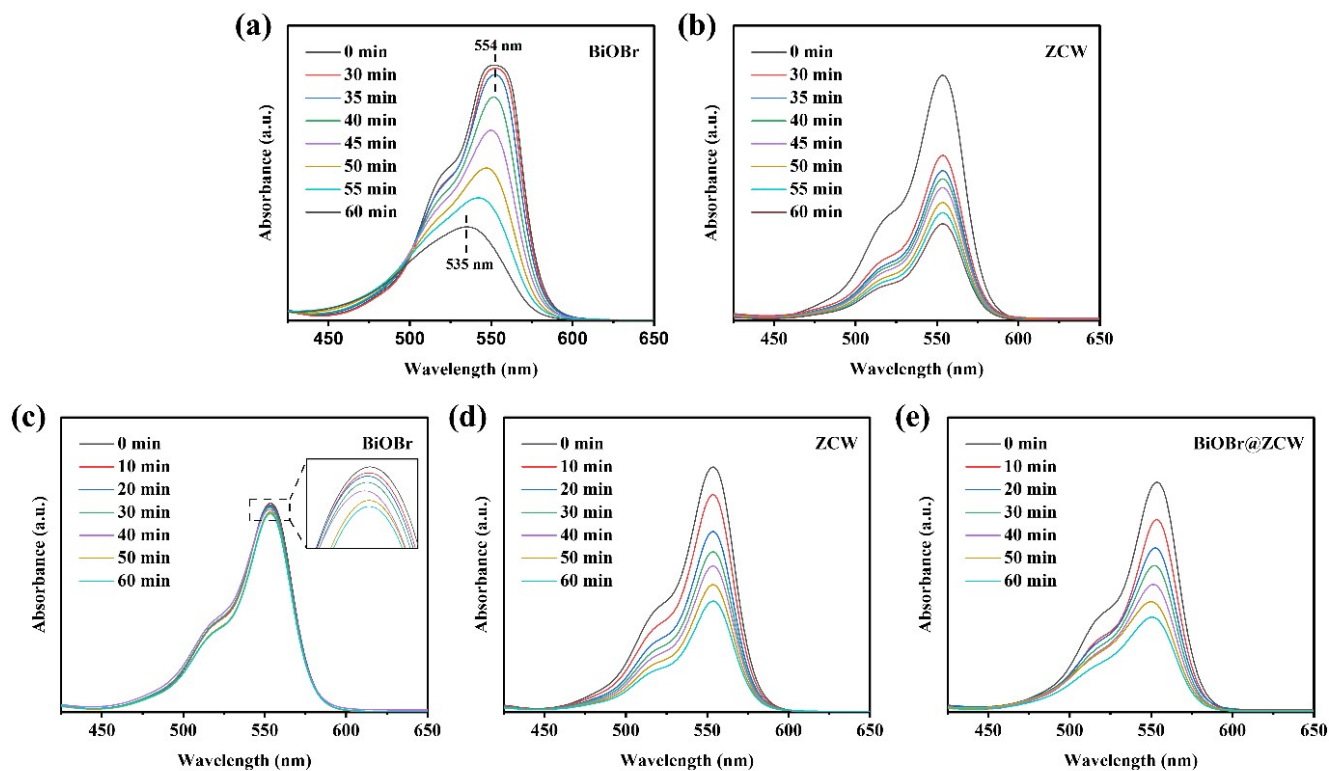 (a)
554 nm
BiOBr
0 min
30 min
35 min
40 min
45 min
50 min
55 min
60 min
535 nm
Absorbance (a.u.)
450 500 550 600 650
Wavelength (nm)
(b)
ZCW
0 min
30 min
35 min
40 min
45 min
50 min
55 min
60 min
Absorbance (a.u.)
450 500 550 600 650
Wavelength (nm)
(c)
BiOBr
0 min
10 min
20 min
30 min
40 min
50 min
60 min
Absorbance (a.u.)
450 500 550 600 650
Wavelength (nm)
(d)
ZCW
0 min
10 min
20 min
30 min
40 min
50 min
60 min
Absorbance (a.u.)
450 500 550 600 650
Wavelength (nm)
(e)
BiOBr@ZCW
0 min
10 min
20 min
30 min
40 min
50 min
60 min
Absorbance (a.u.)
450 500 550 600 650
Wavelength (nm)